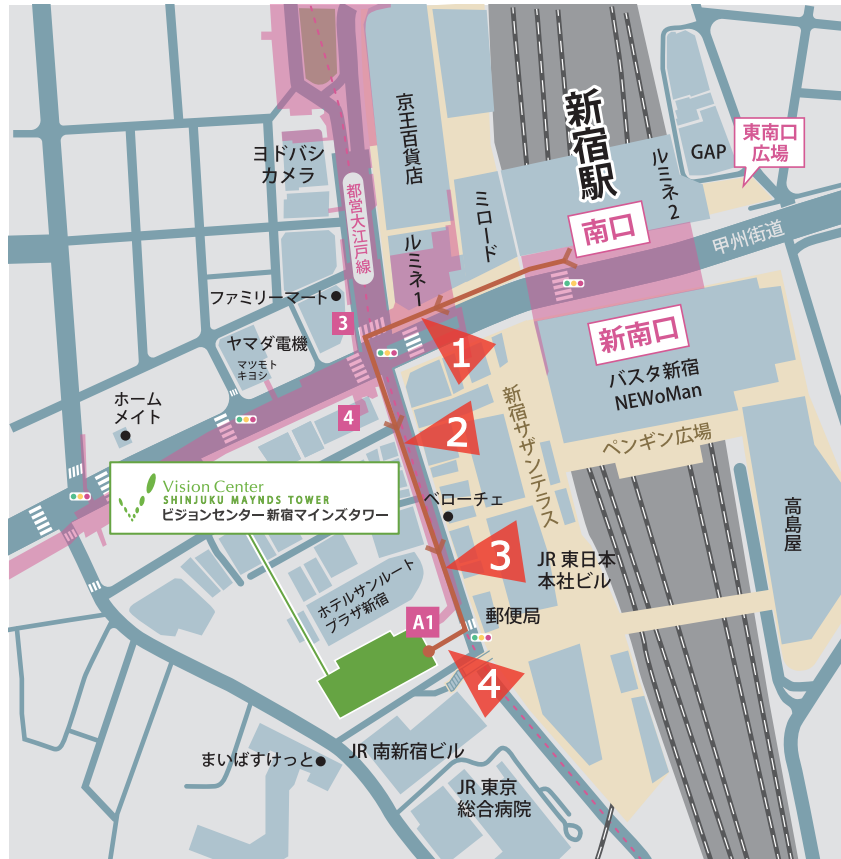 新宿駅
京王百貨店
ヨドバシ
カメラ
都営大江戸線
ルミネ1
ミロード
ルミネ2
GAP
東南口
広場
南口
甲州街道
ファミリーマート
3
ヤマダ電機
マツモト
キヨシ
1
新南口
バスタ新宿
NEWoMan
ホーム
メイト
4
2
新宿サザンテラス
ペンギン広場
Vision Center
SHINJUKU MAYNDS TOWER
ビジョンセンター新宿マインズタワー
ベローチェ
高島屋
3
JR 東日本
本社ビル
ホテルサンルート
プラザ新宿
A1
郵便局
4
まいばすけっと
JR 南新宿ビル
JR 東京
総合病院